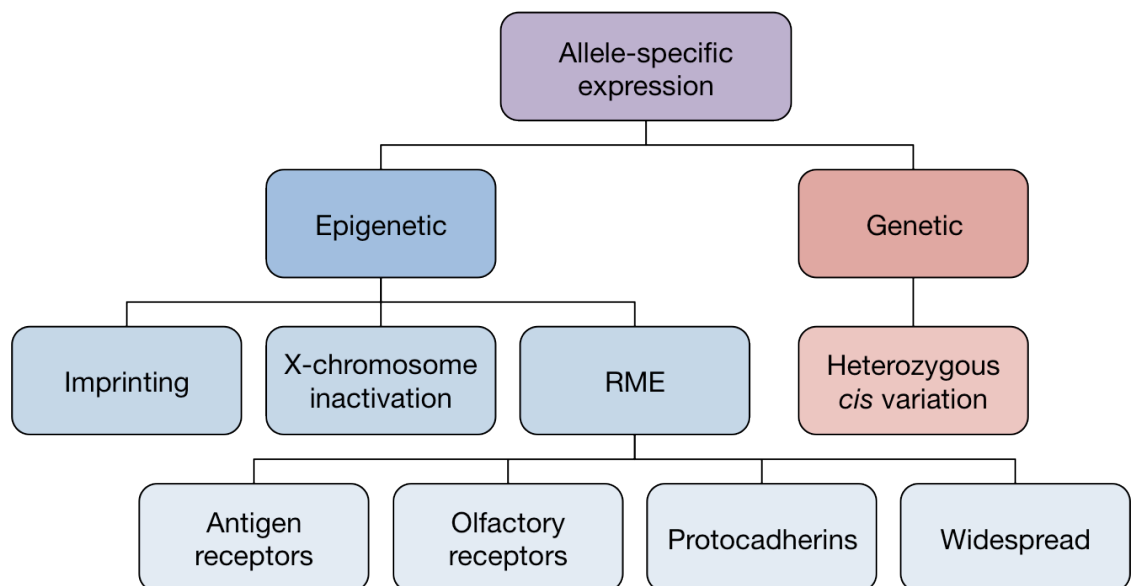 Allele-specific
expression
Epigenetic
Genetic
Imprinting
X-chromosome
inactivation
RME
Heterozygous
cis variation
Antigen
receptors
Olfactory
receptors
Protocadherins
Widespread